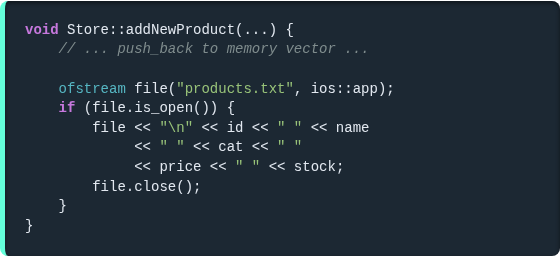 void Store::addNewProduct(...) {
    // ... push_back to memory vector ...

    ofstream file("products.txt", ios::app);
    if (file.is_open()) {
        file << "\n" << id << " " << name
             << " " << cat << " "
             << price << " " << stock;
        file.close();
    }
}